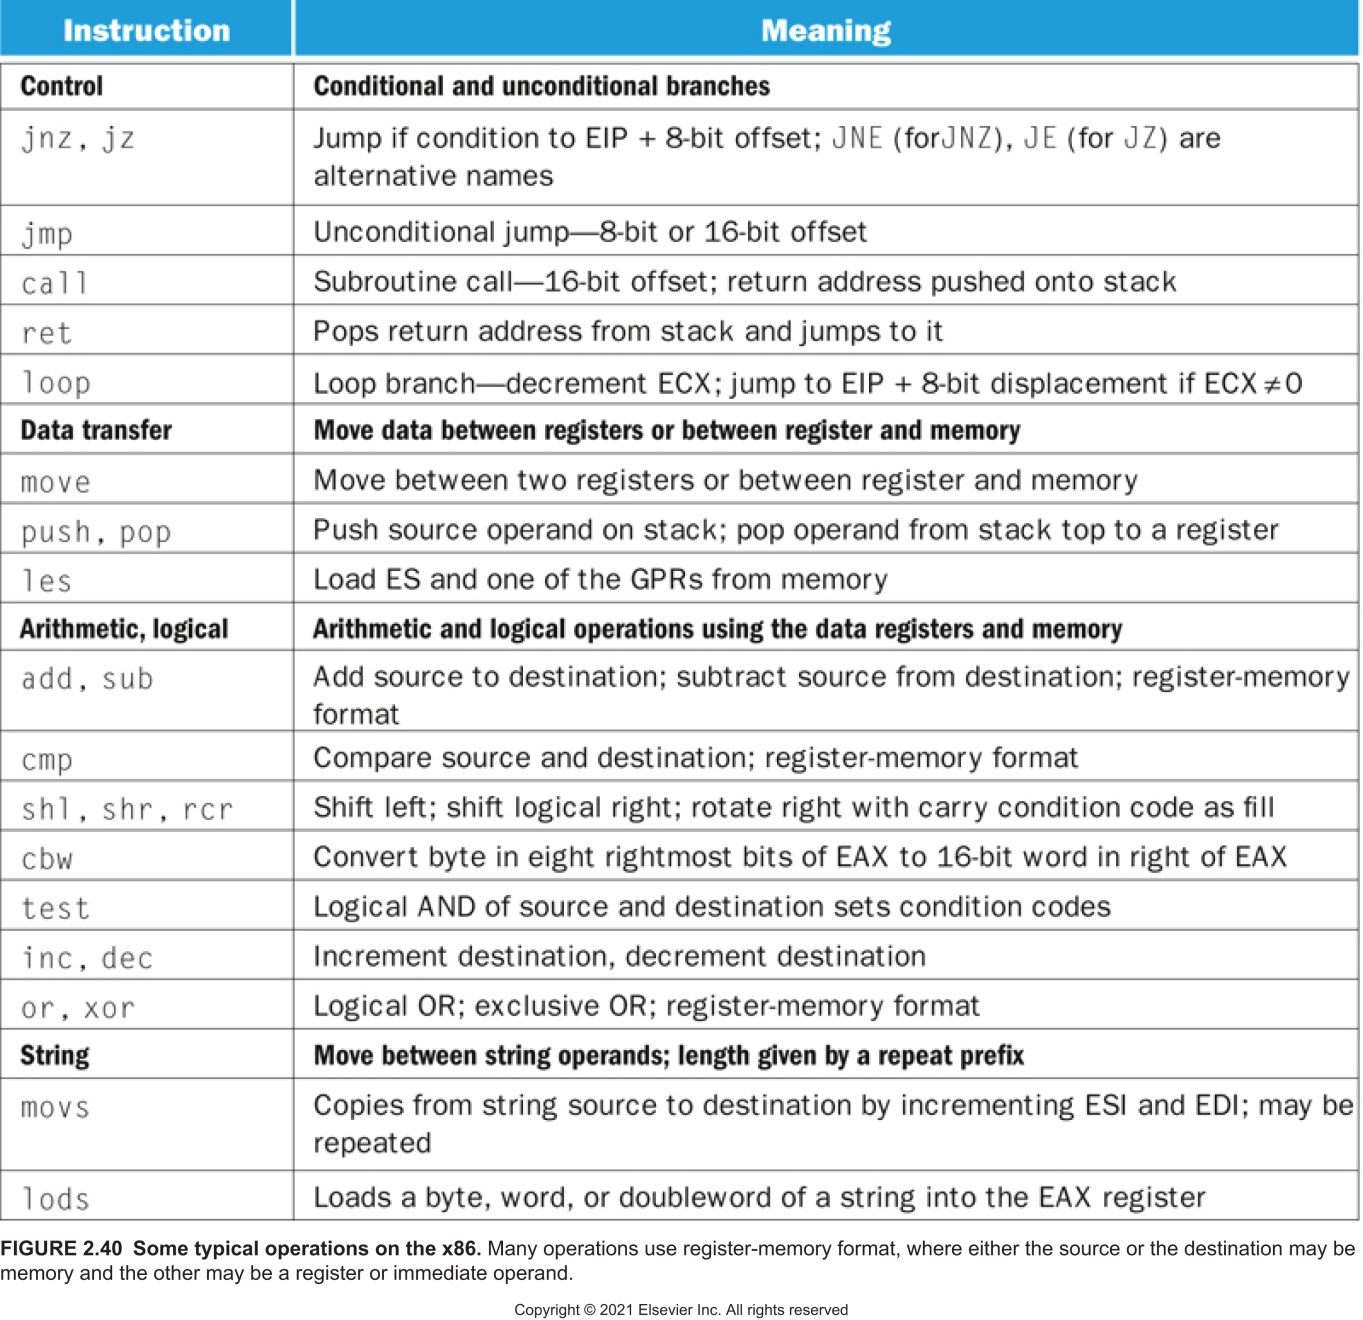 Instruction Meaning
Control Conditional and unconditional branches
jnz, jz Jump if condition to EIP + 8-bit offset; JNE (forJNZ), JE (for JZ) are
alternative names
jmp Unconditional jump—8-bit or 16-bit offset
call Subroutine call—16-bit offset; return address pushed onto stack
ret Pops return address from stack and jumps to it
loop Loop branch—decrement ECX; jump to EIP + 8-bit displacement if ECX ≠ 0
Data transfer Move data between registers or between register and memory
move Move between two registers or between register and memory
push, pop Push source operand on stack; pop operand from stack top to a register
les Load ES and one of the GPRs from memory
Arithmetic, logical Arithmetic and logical operations using the data registers and memory
add, sub Add source to destination; subtract source from destination; register-memory
format
cmp Compare source and destination; register-memory format
shl, shr, rcr Shift left; shift logical right; rotate right with carry condition code as fill
cbw Convert byte in eight rightmost bits of EAX to 16-bit word in right of EAX
test Logical AND of source and destination sets condition codes
inc, dec Increment destination, decrement destination
or, xor Logical OR; exclusive OR; register-memory format
String Move between string operands; length given by a repeat prefix
movs Copies from string source to destination by incrementing ESI and EDI; may be
repeated
lods Loads a byte, word, or doubleword of a string into the EAX register
FIGURE 2.40 Some typical operations on the x86. Many operations use register-memory format, where either the source or the destination may be
memory and the other may be a register or immediate operand.
Copyright © 2021 Elsevier Inc. All rights reserved